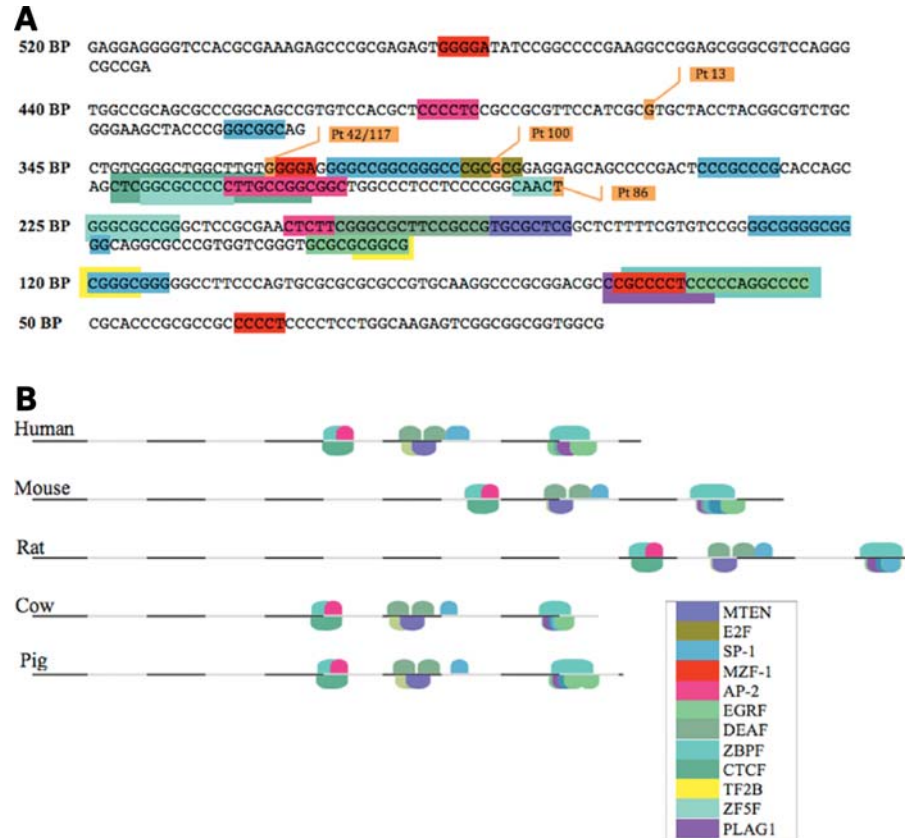 A
520 BP GAGGAGGGGTCCACGCGAAAGAGCCCGCGAGAGTGGGGATATCCGGCCCCGAAGGCCGGAGCGGGCGTCCAGGG
CGCCGA
Pt 13
440 BP TGGCCGCAGCGCCCGGCAGCCGTGTCCACGCTCCCCTCCGCCGCGTTCCATCGCGTGCTACCTACGGCGTCTGC
GGGAAGCTACCCGGGCGGCAG
Pt 42/117 Pt 100
345 BP CTCTGGGGCTGGCTTGTGGGGGAGGGGCCGGCGGGCCCGCGCGGAGGAGCAGCCCCGACTCCCGCCCGCACCAGC
AGCTCGGCGCCCCCTTGCCGGCGGCTGGCCCTCCTCCCCGGCAACT
Pt 86
225 BP GGGCGCCGGGCTCCGCGAACTCTTCGGGCGCTTCCGCCGTGCGCTCGGCTCTTTTCGTGTCCGGGGCGGGGCGG
GGCAGGCGCCCGTGGTCGGGTGCGCGCGGCG
120 BP CGGGCGGGGGCCTTCCCAGTGCGCGCGCGCCGTGCAAGGCCCGCGGACGCCCGCCCCTCCCCCAGGCCCC
50 BP CGCACCCGCGCCGCCCCCTCCCCTCCTGGCAAGAGTCGGCGGCGGTGGCG
B
Human
Mouse
Rat
Cow
Pig
MTEN
E2F
SP-1
MZF-1
AP-2
EGRF
DEAF
ZBPF
CTCF
TF2B
ZF5F
PLAG1